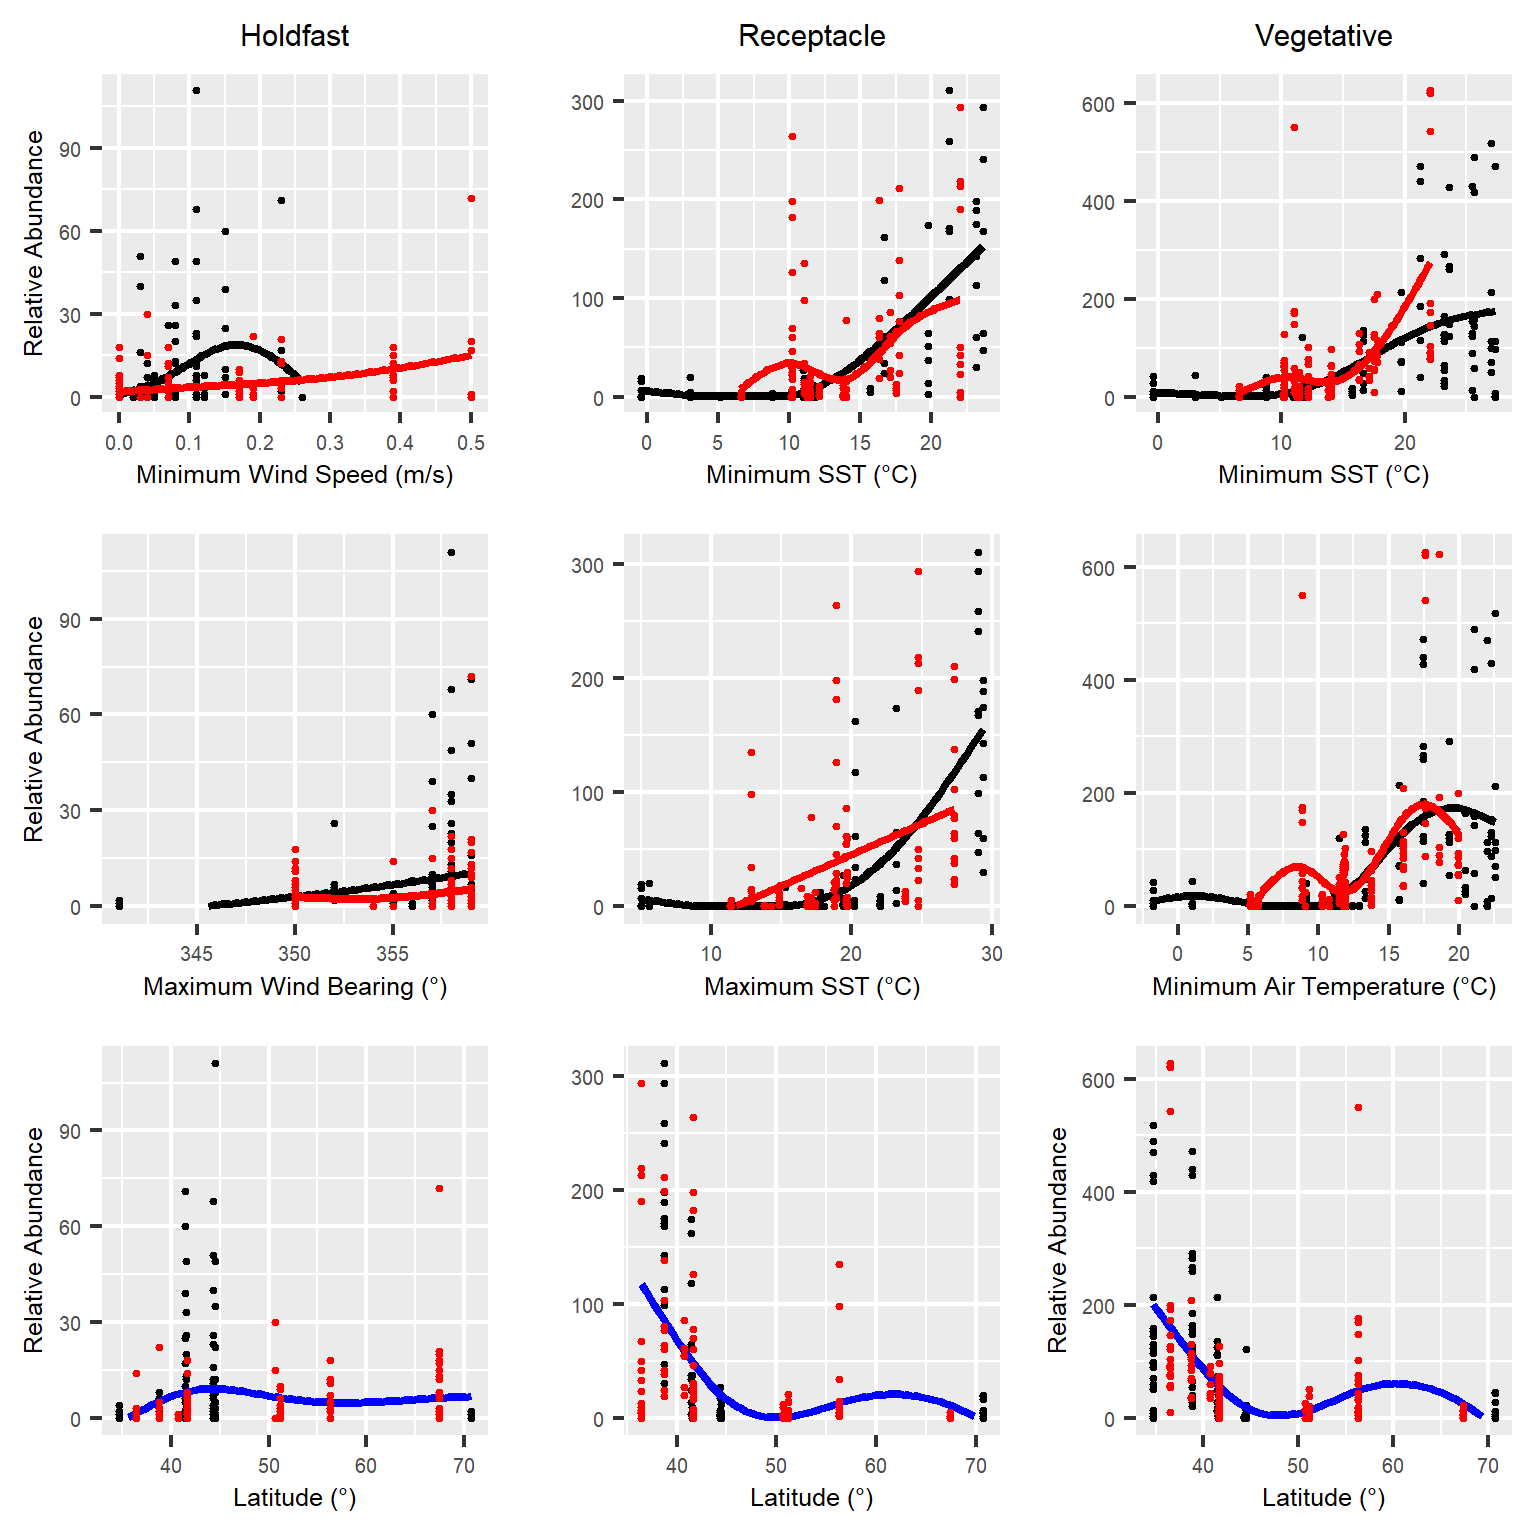 Holdfast Receptacle Vegetative
Relative Abundance
90
60
30
0
0.0 0.1 0.2 0.3 0.4 0.5
Minimum Wind Speed (m/s)
300
200
100
0
0 5 10 15 20
Minimum SST (°C)
600
400
200
0
0 10 20
Minimum SST (°C)
Relative Abundance
90
60
30
0
345 350 355
Maximum Wind Bearing (°)
300
200
100
0
10 20 30
Maximum SST (°C)
600
400
200
0
0 5 10 15 20
Minimum Air Temperature (°C)
Relative Abundance
90
60
30
0
40 50 60 70
Latitude (°)
300
200
100
0
40 50 60 70
Latitude (°)
Relative Abundance
600
400
200
0
40 50 60 70
Latitude (°)